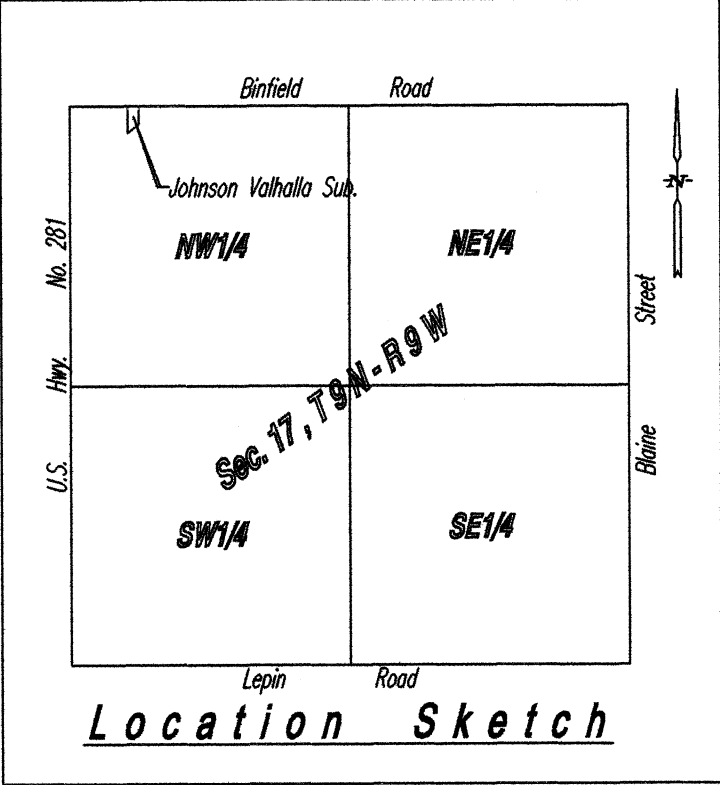 Binfield Road
N
Johnson Valhalla Sub.
NW1/4
NE1/4
U.S. Hwy. No. 281
Blaine Street
Sec. 17, T9N-R9W
SW1/4
SE1/4
Lepin Road
Location Sketch